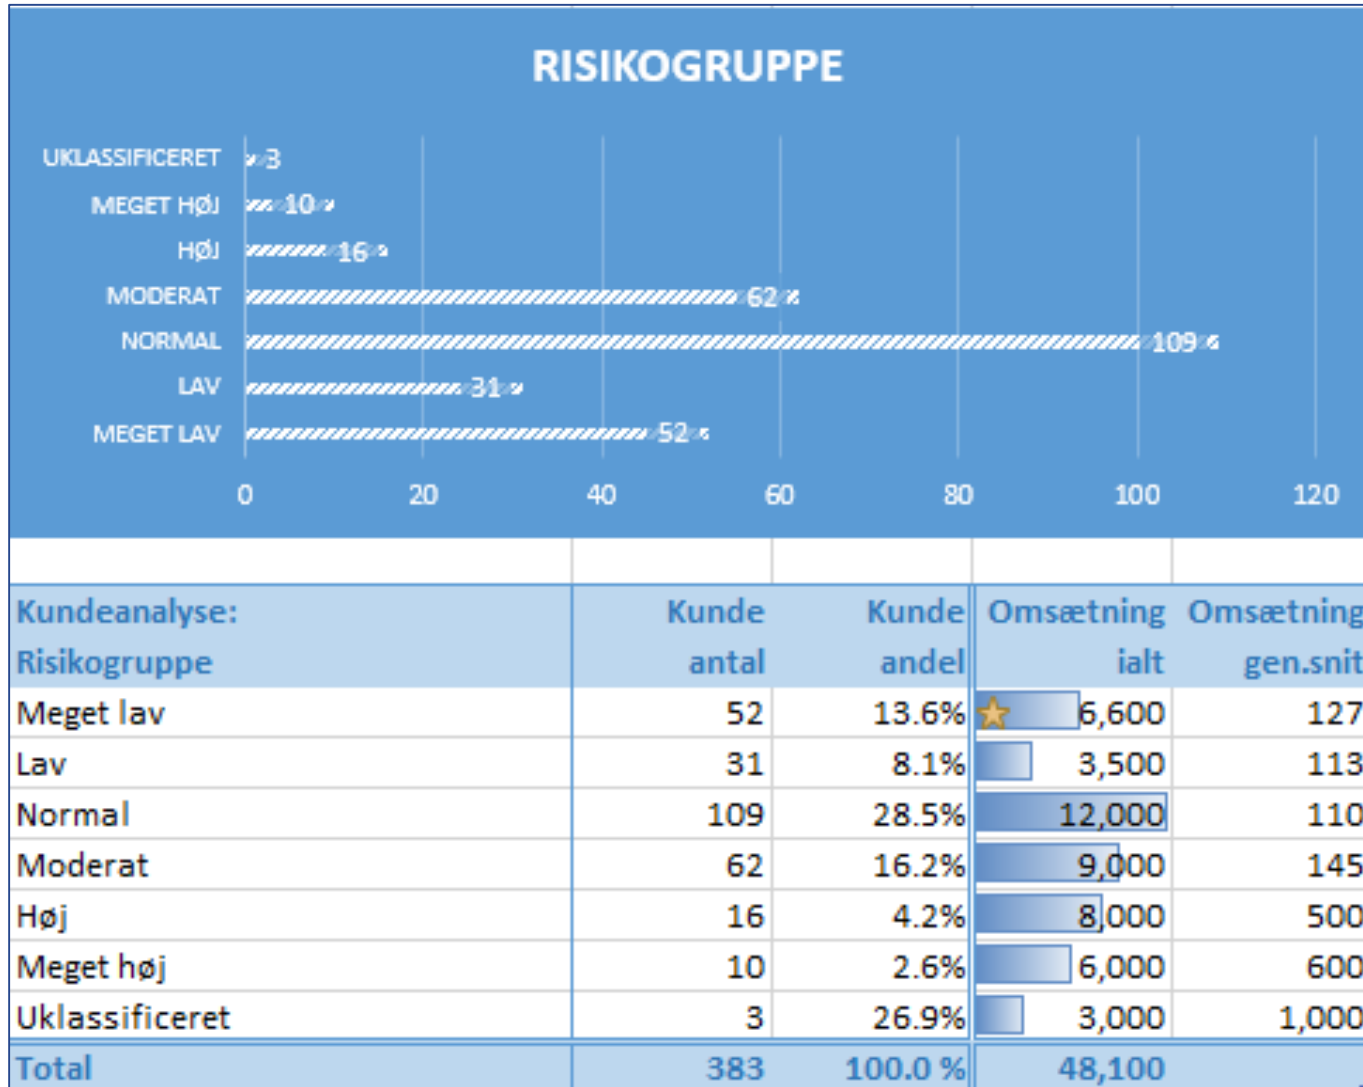 RISIKOGRUPPE
UKLASSIFICERET 3
MEGET HØJ 10
HØJ 16
MODERAT 62
NORMAL 109
LAV 31
MEGET LAV 52
0 20 40 60 80 100 120
Kundeanalyse: Kunde Kunde Omsætning Omsætning
Risikogruppe antal andel ialt gen.snit
Meget lav 52 13.6% 6,600 127
Lav 31 8.1% 3,500 113
Normal 109 28.5% 12,000 110
Moderat 62 16.2% 9,000 145
Høj 16 4.2% 8,000 500
Meget høj 10 2.6% 6,000 600
Uklassificeret 3 26.9% 3,000 1,000
Total 383 100.0 % 48,100